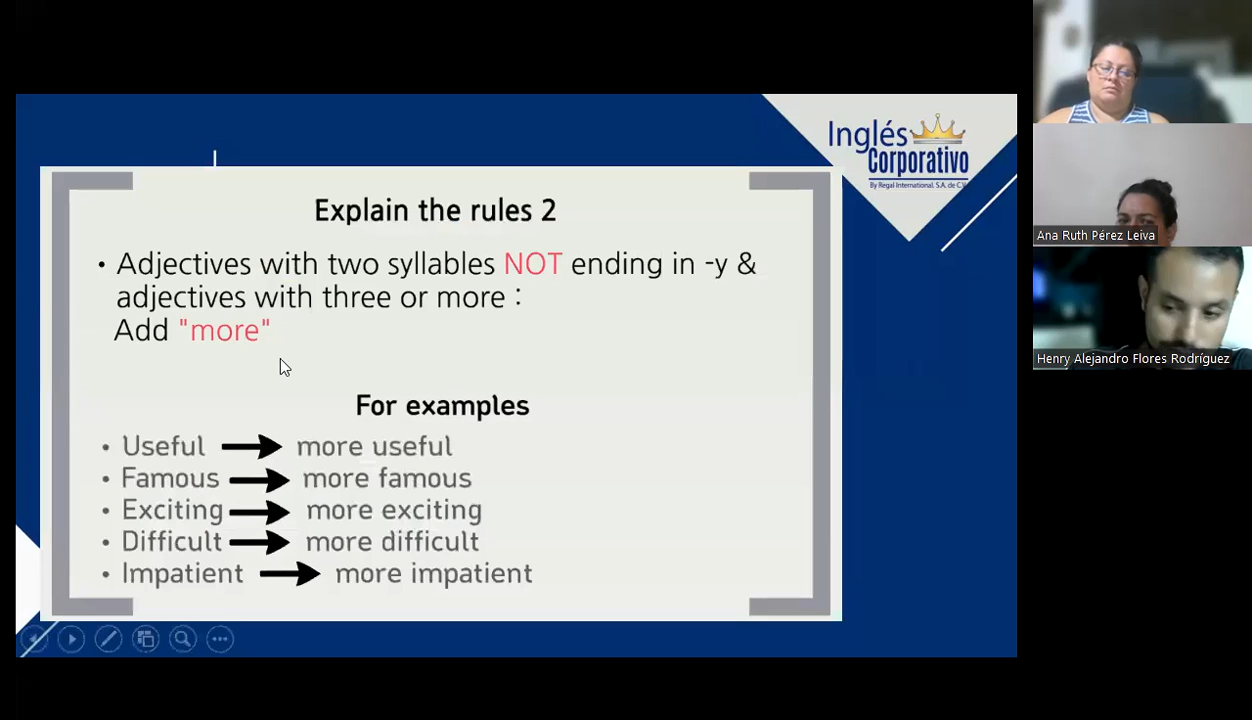 Inglés
Corporativo
By Regal International. S.A. de C.V.
Explain the rules 2
• Adjectives with two syllables NOT ending in -y &
adjectives with three or more :
Add "more"
For examples
• Useful more useful
• Famous more famous
• Exciting more exciting
• Difficult more difficult
• Impatient more impatient
Ana Ruth Pérez Leiva
Henry Alejandro Flores Rodríguez